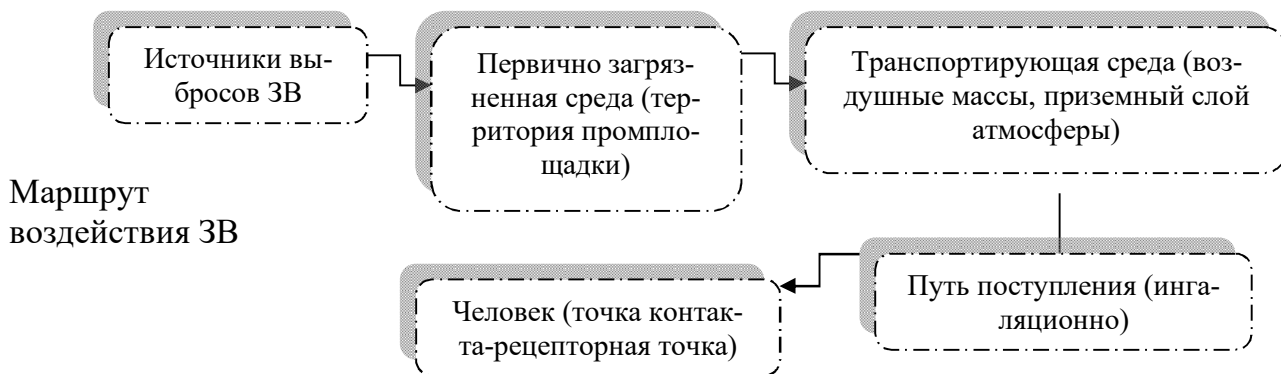 Источники вы-
бросов ЗВ
Первично загряз-
ненная среда (тер-
ритория промпло-
щадки)
Транспортирующая среда (воз-
душные массы, приземный слой
атмосферы)
Маршрут
воздействия ЗВ
Путь поступления (инга-
ляционно)
Человек (точка контак-
та-рецепторная точка)